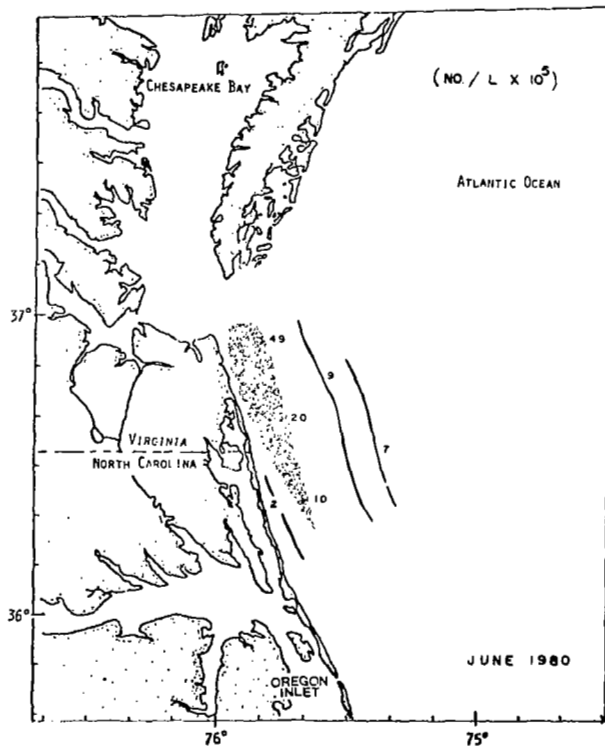 CHESAPEAKE BAY
(NO. / L X 10⁵)
ATLANTIC OCEAN
37°
49
9
20
7
VIRGINIA
NORTH CAROLINA
2
10
36°
JUNE 1980
OREGON
INLET
76°
75°